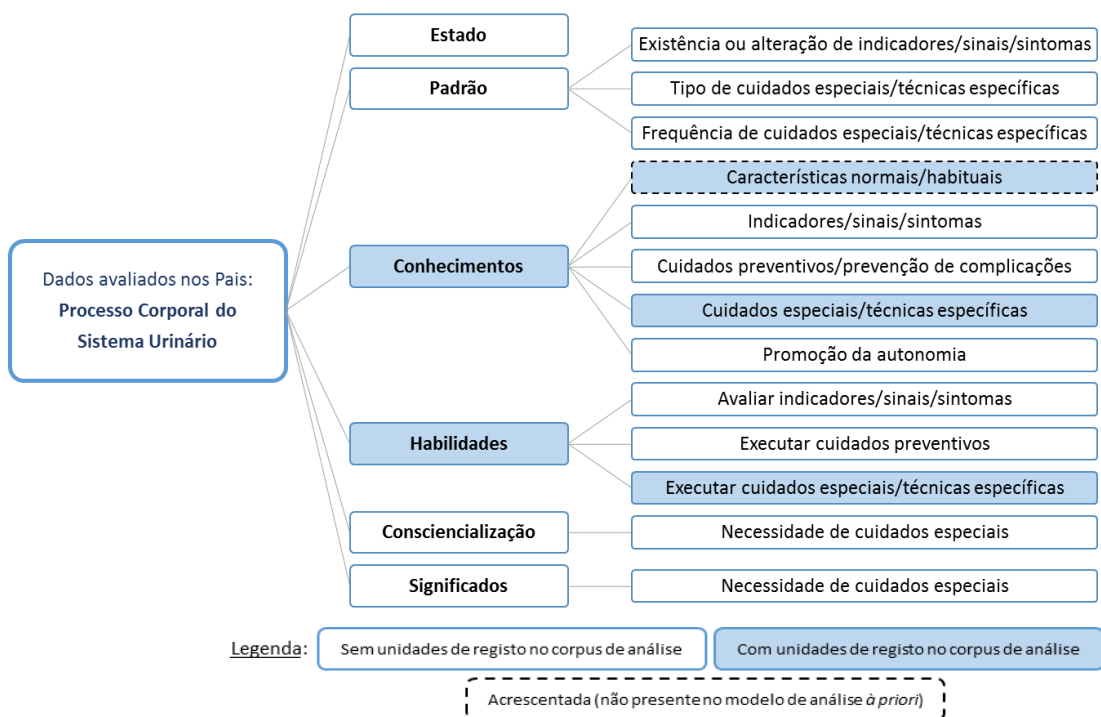 Dados avaliados nos Pais:
Processo Corporal do
Sistema Urinário
Estado
Padrão
Existência ou alteração de indicadores/sinais/sintomas
Tipo de cuidados especiais/técnicas específicas
Frequência de cuidados especiais/técnicas específicas
Conhecimentos
Características normais/habituais
Indicadores/sinais/sintomas
Cuidados preventivos/prevenção de complicações
Cuidados especiais/técnicas específicas
Promoção da autonomia
Habilidades
Avaliar indicadores/sinais/sintomas
Executar cuidados preventivos
Executar cuidados especiais/técnicas específicas
Consciencialização
Necessidade de cuidados especiais
Significados
Necessidade de cuidados especiais
Legenda:
Sem unidades de registo no corpus de análise
Com unidades de registo no corpus de análise
Acrescentada (não presente no modelo de análise à priori)